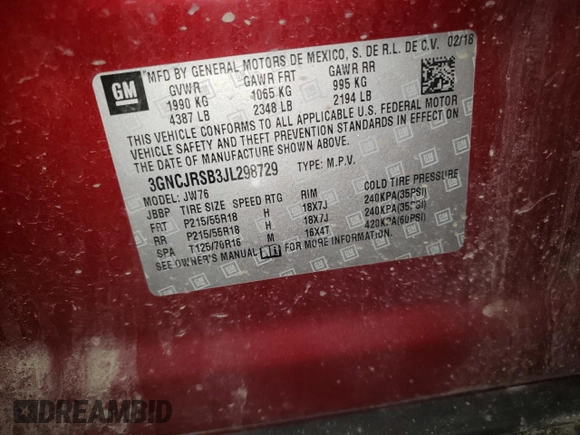 GM
MFD BY GENERAL MOTORS DE MEXICO, S. DE R.L. DE C.V. 02/18
GVWR GAWR FRT GAWR RR
1990 KG 1065 KG 995 KG
4387 LB 2348 LB 2194 LB
THIS VEHICLE CONFORMS TO ALL APPLICABLE U.S. FEDERAL MOTOR
VEHICLE SAFETY AND THEFT PREVENTION STANDARDS IN EFFECT ON
THE DATE OF MANUFACTURE SHOWN ABOVE.
3GNCJRSB3JL298729 TYPE: M.P.V.
MODEL: JW76
JBBP TIRE SIZE SPEED RTG RIM COLD TIRE PRESSURE
FRT P215/55R18 H 18X7J 240KPA(35PSI)
RR P215/55R18 H 18X7J 240KPA(35PSI)
SPA T125/70R16 M 16X4T 420KPA(60PSI)
SEE OWNER'S MANUAL FOR MORE INFORMATION.
DREAMBID